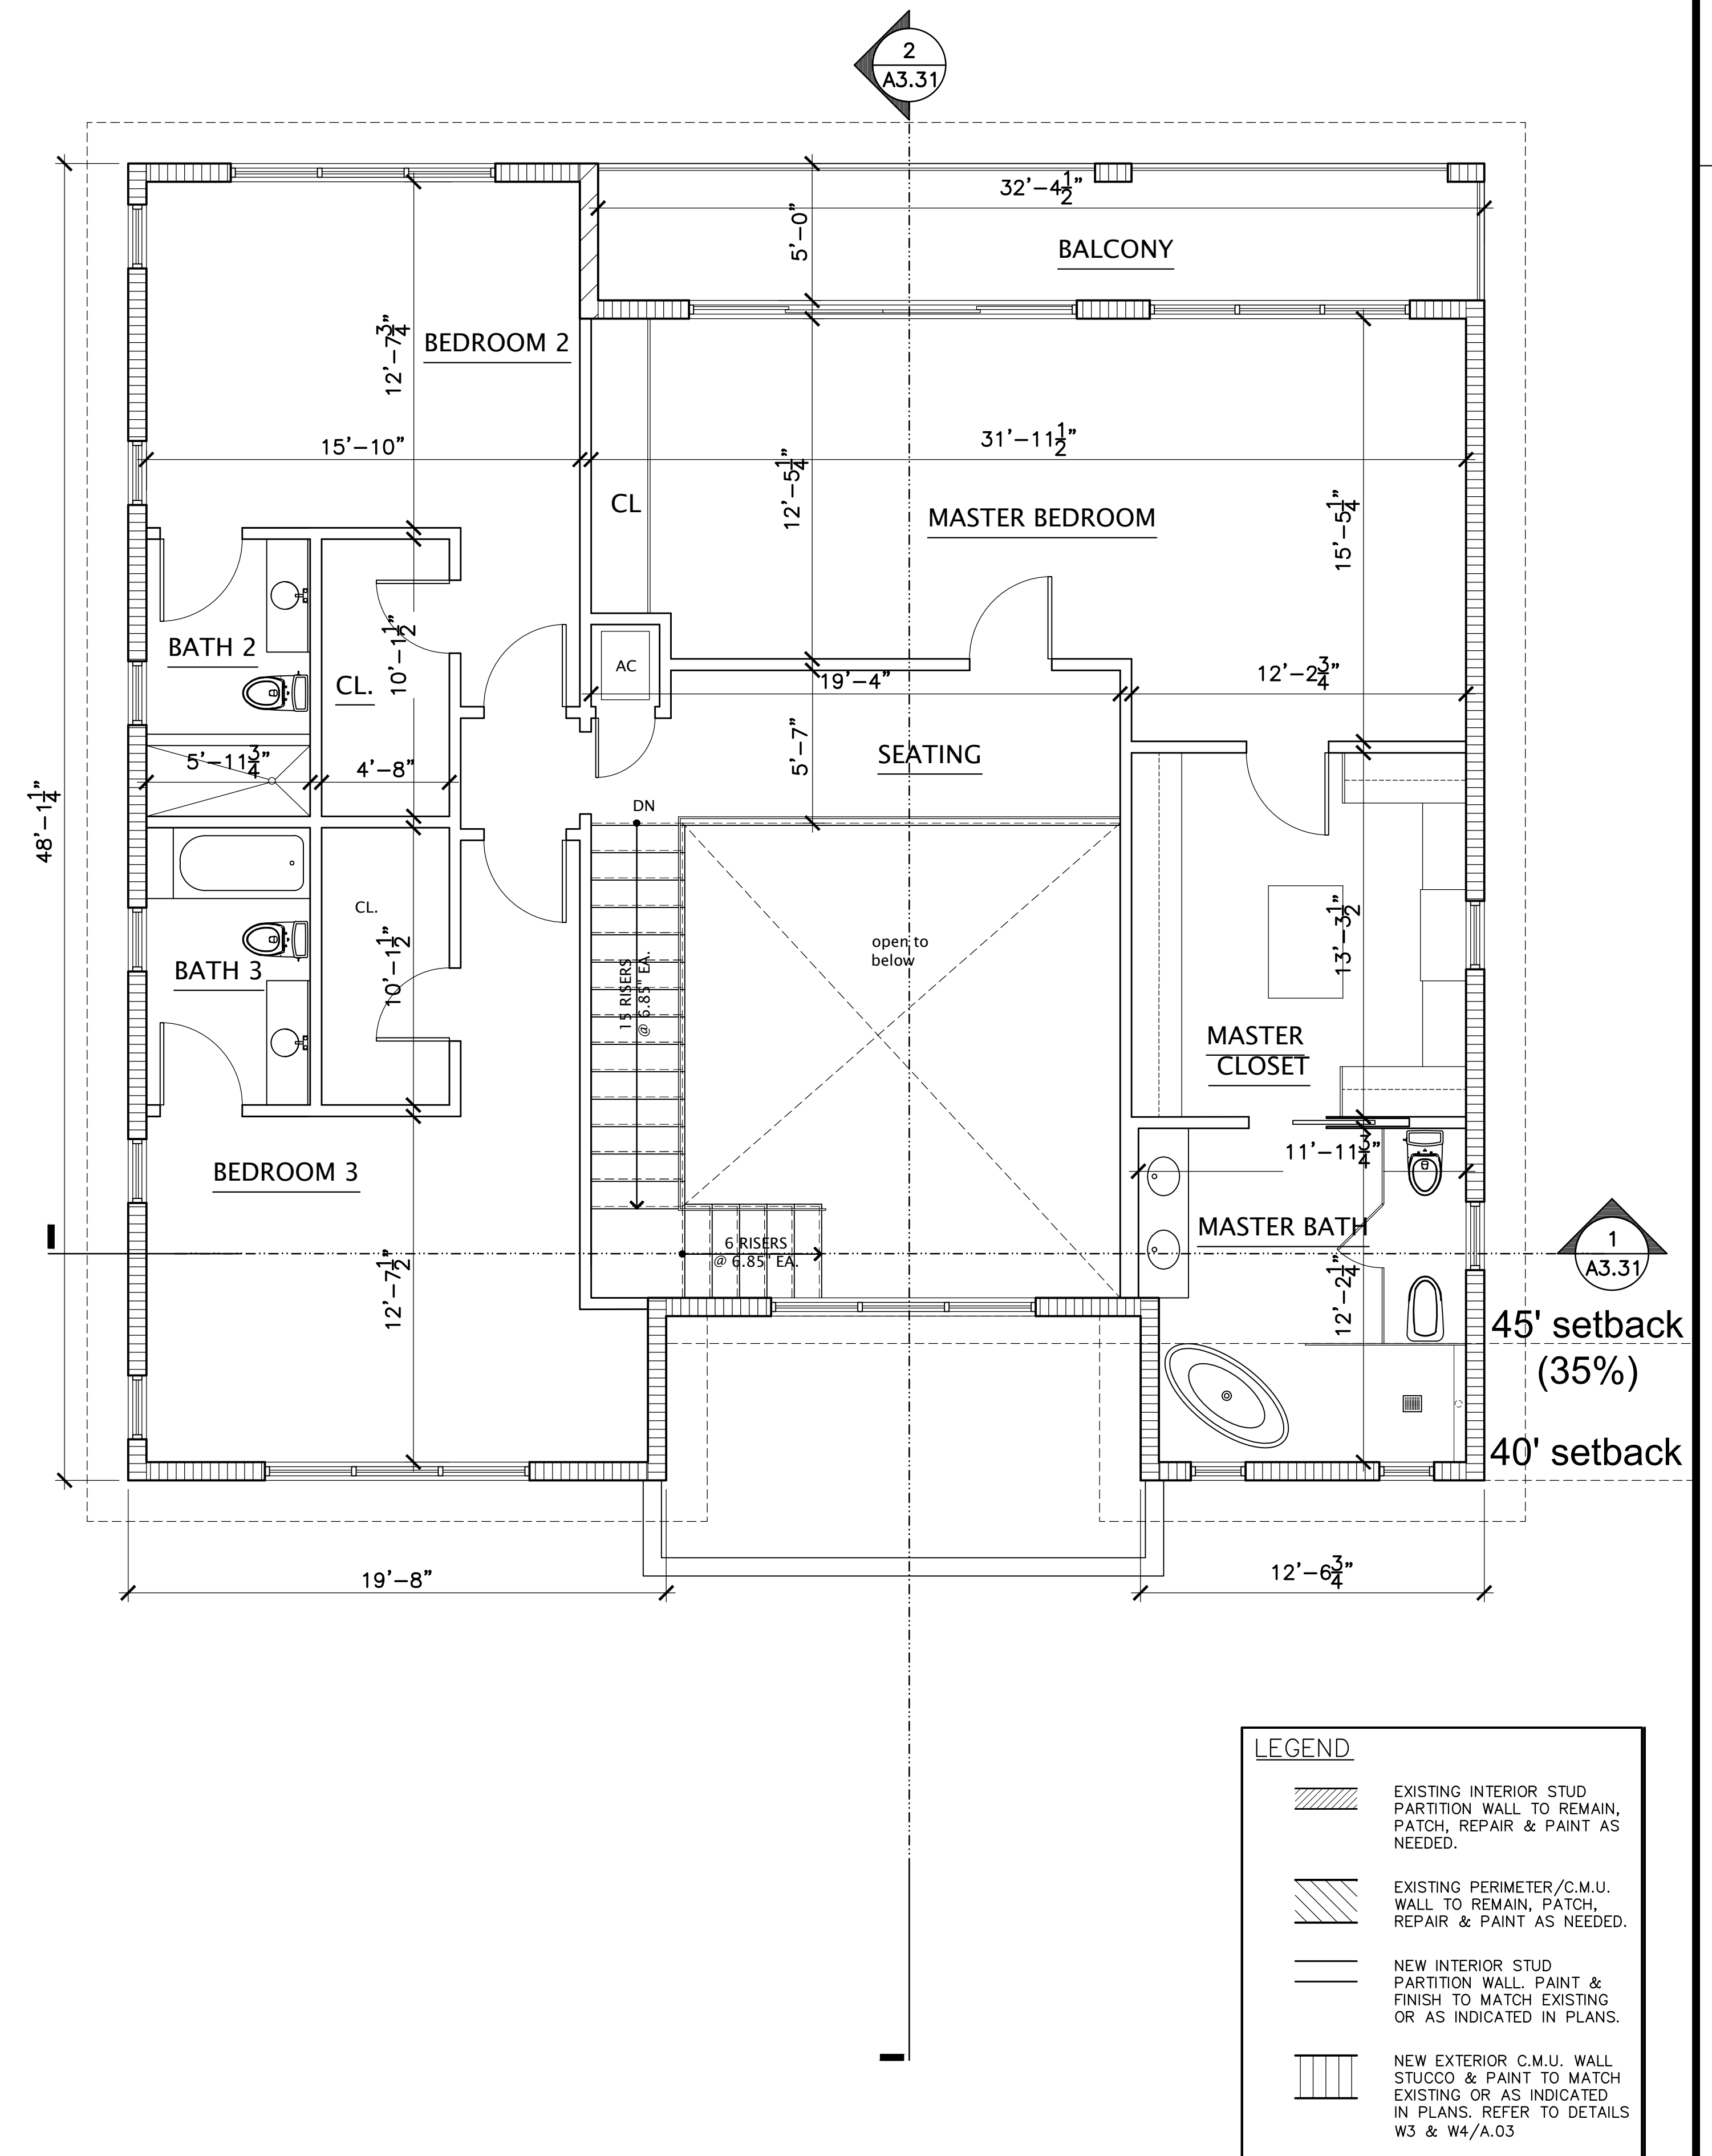 2
A3.31
32'-4 1/2"
5'-0"
BALCONY
12'-7 3/4"
BEDROOM 2
15'-10"
31'-11 1/2"
12'-5 1/4"
CL
MASTER BEDROOM
15'-5 1/4"
BATH 2
CL.
10'-1 1/2"
AC
19'-4"
12'-2 3/4"
5'-7"
SEATING
5'-11 3/4"
4'-8"
48'-1 1/4"
DN
CL.
10'-1 1/2"
BATH 3
15 RISERS
@ 6.85" EA.
open to
below
13'-3 1/2"
MASTER
CLOSET
11'-11 3/4"
BEDROOM 3
MASTER BATH
6 RISERS
@ 6.85" EA.
12'-7 1/2"
12'-2 1/4"
1
A3.31
45' setback
(35%)
40' setback
19'-8"
12'-6 3/4"
LEGEND
EXISTING INTERIOR STUD
PARTITION WALL TO REMAIN,
PATCH, REPAIR & PAINT AS
NEEDED.
EXISTING PERIMETER/C.M.U.
WALL TO REMAIN, PATCH,
REPAIR & PAINT AS NEEDED.
NEW INTERIOR STUD
PARTITION WALL. PAINT &
FINISH TO MATCH EXISTING
OR AS INDICATED IN PLANS.
NEW EXTERIOR C.M.U. WALL
STUCCO & PAINT TO MATCH
EXISTING OR AS INDICATED
IN PLANS. REFER TO DETAILS
W3 & W4/A.03